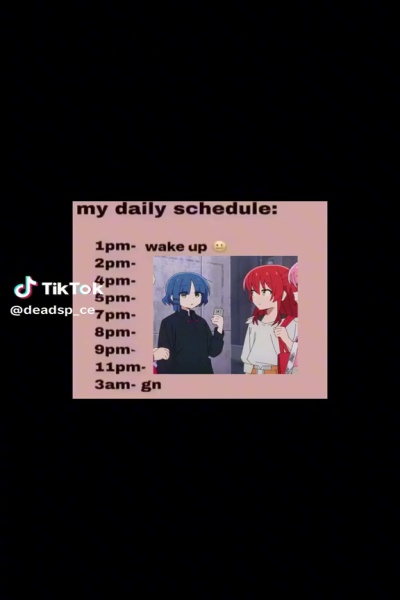 my daily schedule:
1pm- wake up 😀
2pm-
4pm-
5pm-
7pm-
8pm-
9pm-
11pm-
3am- gn
TikTok
@deadsp_ce